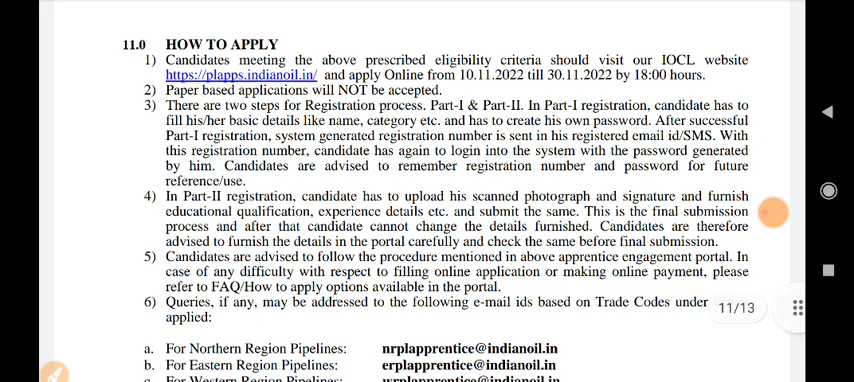 11.0 HOW TO APPLY
1) Candidates meeting the above prescribed eligibility criteria should visit our IOCL website
https://plapps.indianoil.in/ and apply Online from 10.11.2022 till 30.11.2022 by 18:00 hours.
2) Paper based applications will NOT be accepted.
3) There are two steps for Registration process. Part-I & Part-II. In Part-I registration, candidate has to
fill his/her basic details like name, category etc. and has to create his own password. After successful
Part-I registration, system generated registration number is sent in his registered email id/SMS. With
this registration number, candidate has again to login into the system with the password generated
by him. Candidates are advised to remember registration number and password for future
reference/use.
4) In Part-II registration, candidate has to upload his scanned photograph and signature and furnish
educational qualification, experience details etc. and submit the same. This is the final submission
process and after that candidate cannot change the details furnished. Candidates are therefore
advised to furnish the details in the portal carefully and check the same before final submission.
5) Candidates are advised to follow the procedure mentioned in above apprentice engagement portal. In
case of any difficulty with respect to filling online application or making online payment, please
refer to FAQ/How to apply options available in the portal.
6) Queries, if any, may be addressed to the following e-mail ids based on Trade Codes under
applied:
11/13
a. For Northern Region Pipelines: nrplapprentice@indianoil.in
b. For Eastern Region Pipelines: erplapprentice@indianoil.in
c. For Western Region Pipelines: wrplapprentice@indianoil.in